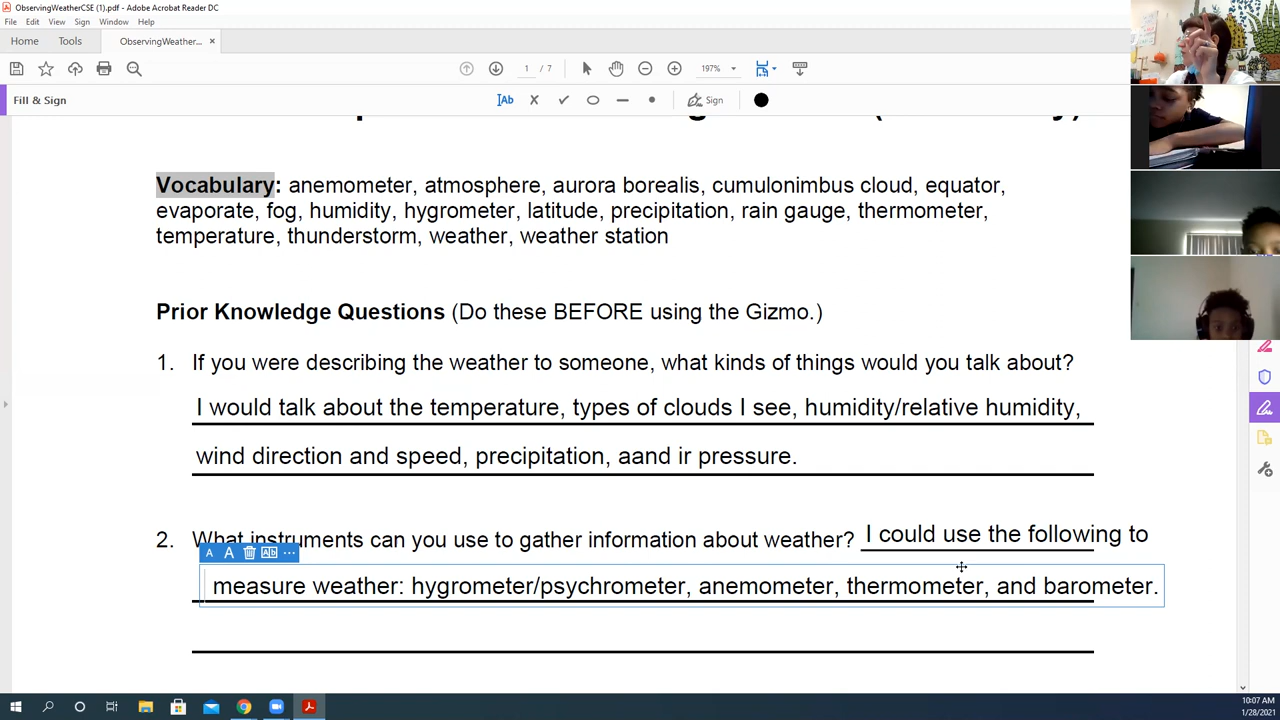 ObservingWeatherCSE (1).pdf - Adobe Acrobat Reader DC
File Edit View Sign Window Help
Home Tools ObservingWeather... ×
1 / 7 197%
Fill & Sign
Ab Sign
Vocabulary: anemometer, atmosphere, aurora borealis, cumulonimbus cloud, equator,
evaporate, fog, humidity, hygrometer, latitude, precipitation, rain gauge, thermometer,
temperature, thunderstorm, weather, weather station
Prior Knowledge Questions (Do these BEFORE using the Gizmo.)
1. If you were describing the weather to someone, what kinds of things would you talk about?
I would talk about the temperature, types of clouds I see, humidity/relative humidity,
wind direction and speed, precipitation, aand ir pressure.
2. What instruments can you use to gather information about weather? I could use the following to
A A Ab ...
measure weather: hygrometer/psychrometer, anemometer, thermometer, and barometer.
10:07 AM
1/28/2021